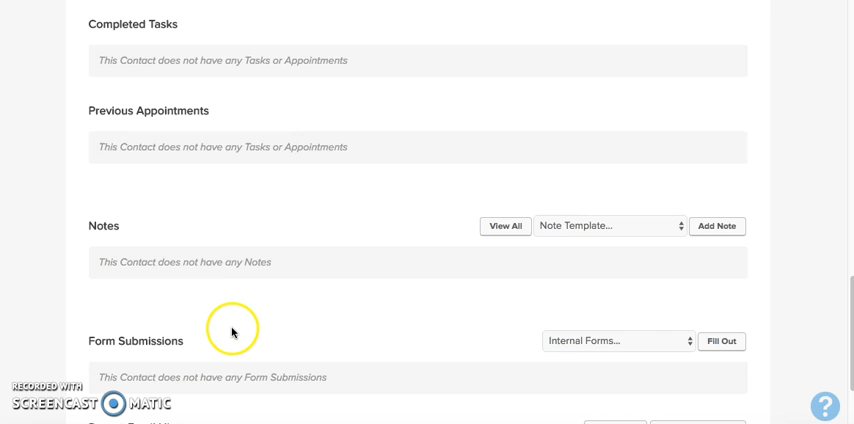 Completed Tasks
This Contact does not have any Tasks or Appointments
Previous Appointments
This Contact does not have any Tasks or Appointments
Notes View All Note Template... Add Note
This Contact does not have any Notes
Form Submissions Internal Forms... Fill Out
This Contact does not have any Form Submissions
RECORDED WITH
SCREENCAST MATIC
?